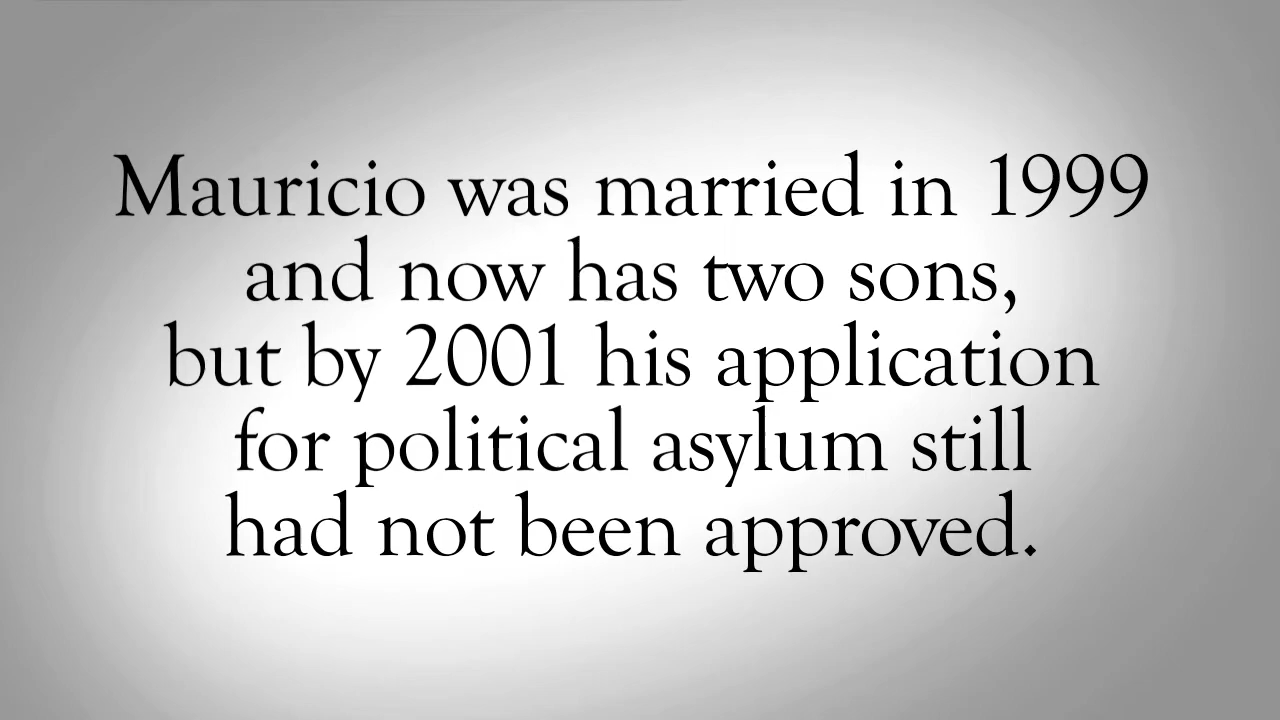 Mauricio was married in 1999
and now has two sons,
but by 2001 his application
for political asylum still
had not been approved.